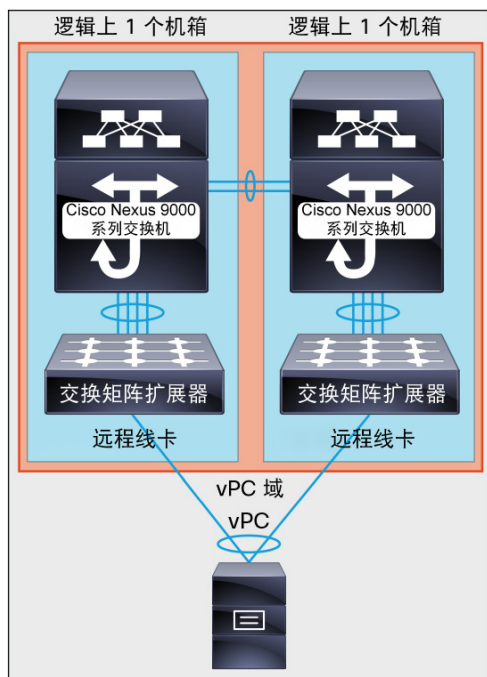 逻辑上 1 个机箱
逻辑上 1 个机箱
Cisco Nexus 9000
系列交换机
Cisco Nexus 9000
系列交换机
交换矩阵扩展器
交换矩阵扩展器
远程线卡
远程线卡
vPC 域
vPC